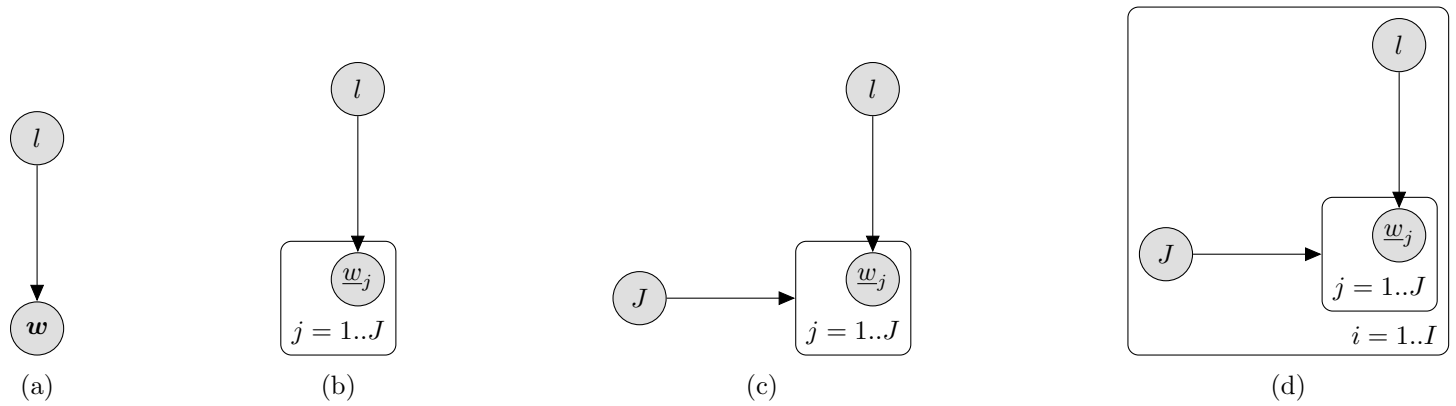 l
w
(a)
l
w_j
j = 1..J
(b)
l
J
w_j
j = 1..J
(c)
l
J
w_j
j = 1..J
i = 1..I
(d)